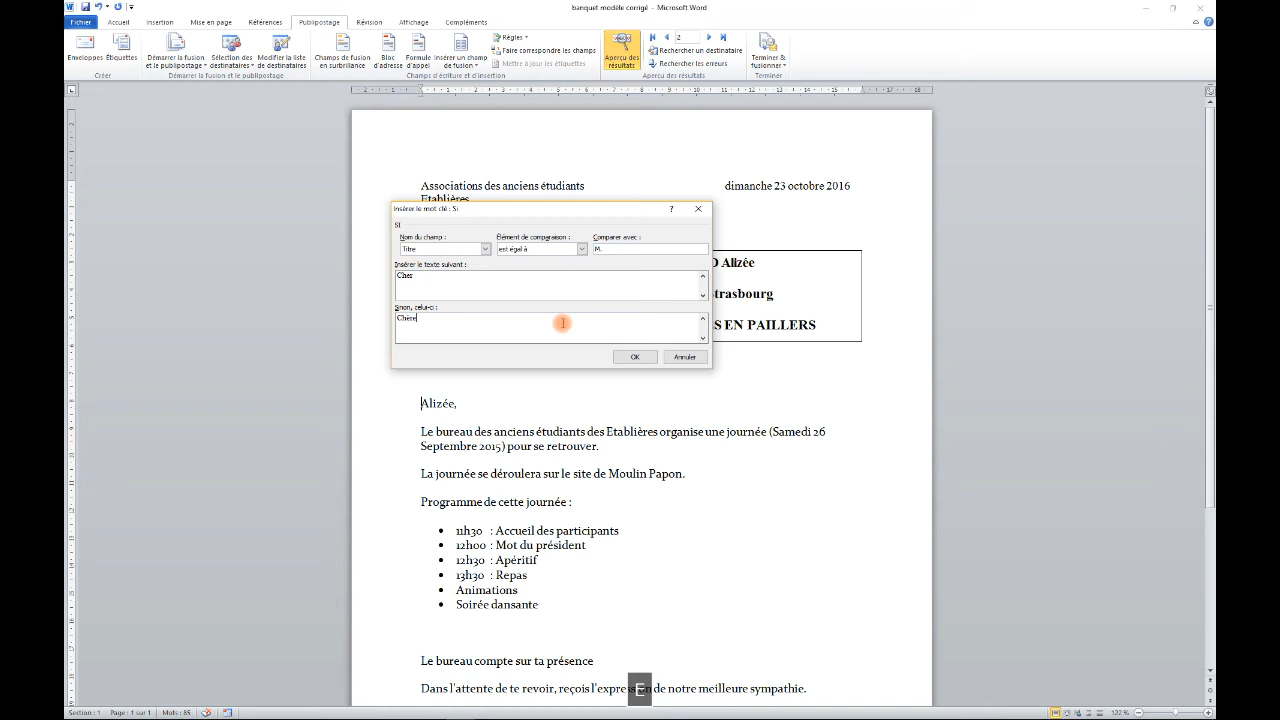 banquet modèle corrigé - Microsoft Word
Fichier Accueil Insertion Mise en page Références Publipostage Révision Affichage Compléments
Enveloppes Étiquettes
Créer
Démarrer la fusion et le publipostage
Sélection des destinataires
Modifier la liste de destinataires
Démarrer la fusion et le publipostage
Champs de fusion en surbrillance
Bloc d'adresse
Formule d'appel
Insérer un champ de fusion
Règles
Faire correspondre les champs
Mettre à jour les étiquettes
Champs d'écriture et d'insertion
Aperçu des résultats
2
Rechercher un destinataire
Rechercher les erreurs
Aperçu des résultats
Terminer & fusionner
Terminer
Associations des anciens étudiants dimanche 23 octobre 2016
Etablières
Insérer le mot clé : Si
SI
Nom du champ : Élément de comparaison : Comparer avec :
Titre est égal à M.
Insérer le texte suivant :
Cher
Sinon, celui-ci :
Chère
OK Annuler
Alizée
trasbourg
S EN PAILLERS
Alizée,
Le bureau des anciens étudiants des Etablières organise une journée (Samedi 26
Septembre 2015) pour se retrouver.
La journée se déroulera sur le site de Moulin Papon.
Programme de cette journée :
• 11h30 : Accueil des participants
• 12h00 : Mot du président
• 12h30 : Apéritif
• 13h30 : Repas
• Animations
• Soirée dansante
Le bureau compte sur ta présence
E
Dans l'attente de te revoir, reçois l'expression de notre meilleure sympathie.
Section : 1 Page : 1 sur 1 Mots : 85 122 %